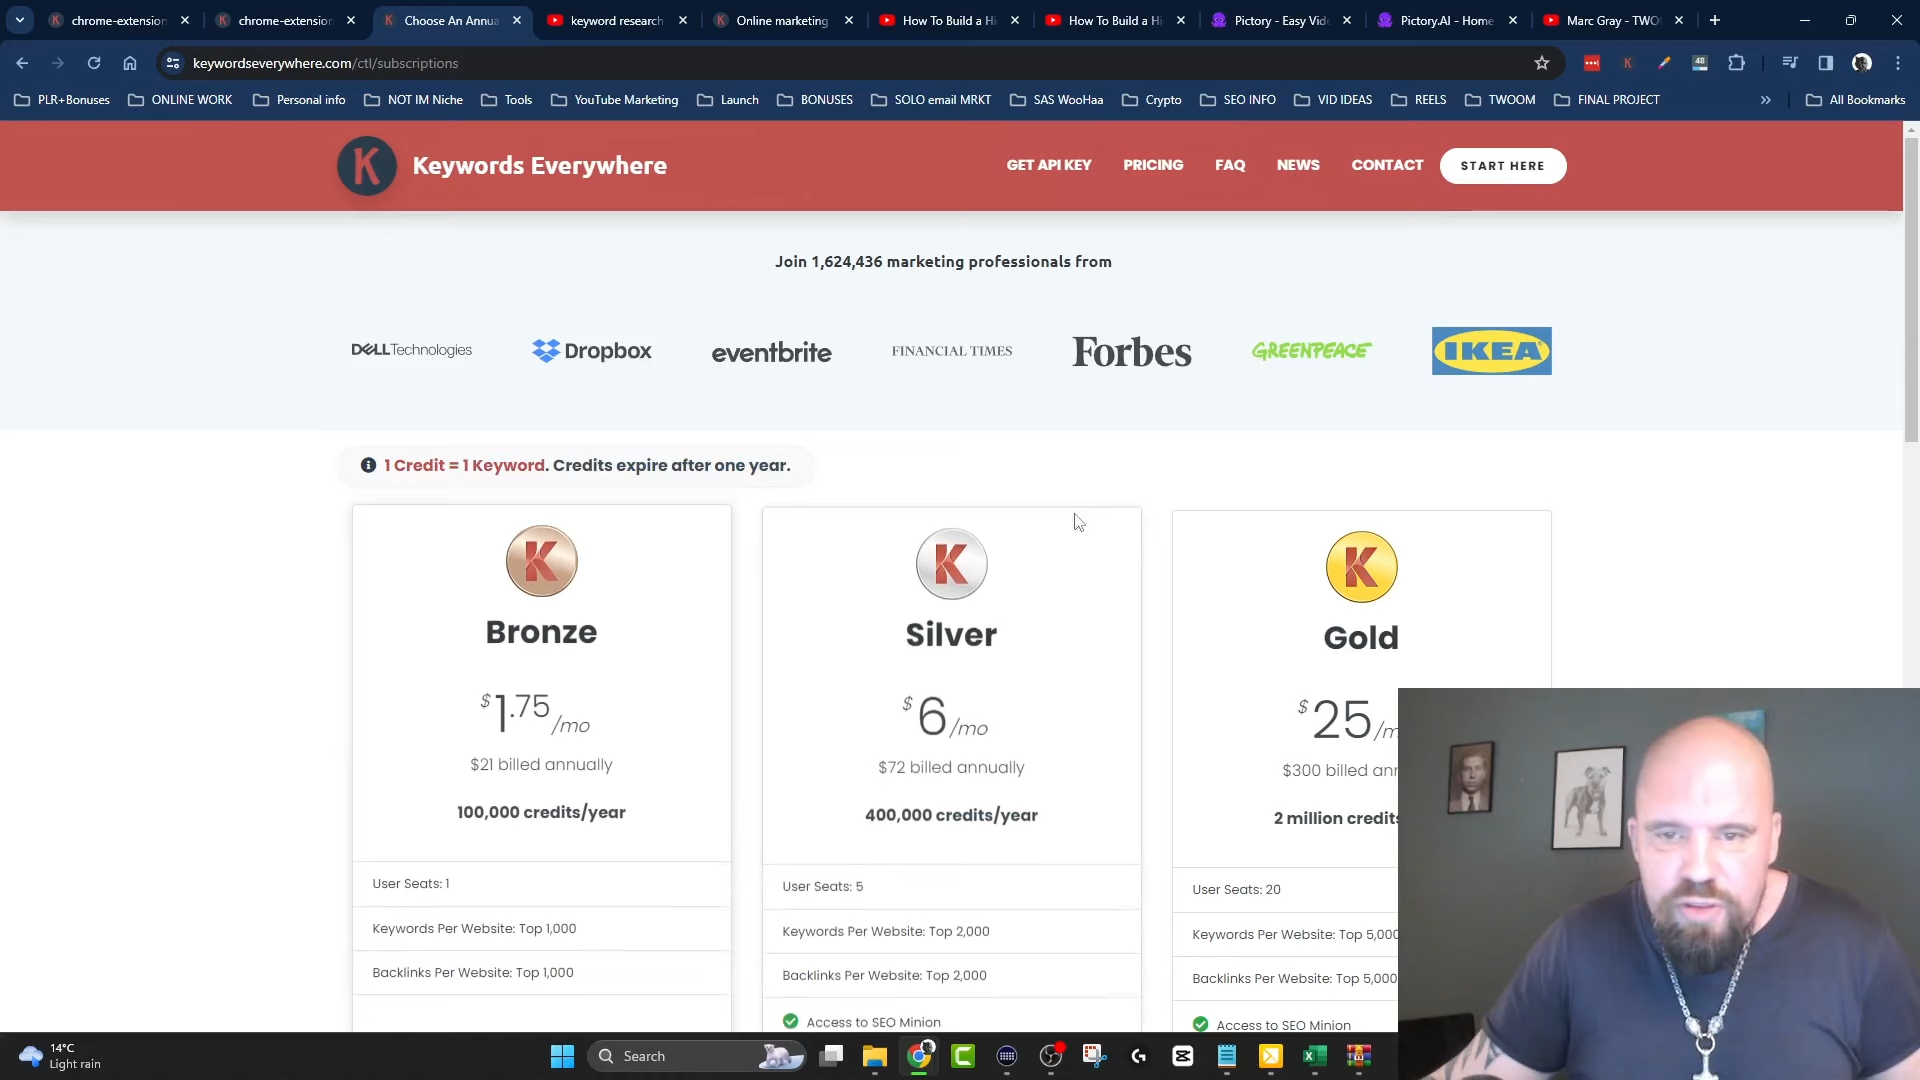 chrome-extension
chrome-extension
Choose An Annua
keyword research
Online marketing
How To Build a Hi
How To Build a Hi
Pictory - Easy Vid
Pictory.AI - Home
Marc Gray - TWO
keywordseverywhere.com/ctl/subscriptions
48
PLR+Bonuses
ONLINE WORK
Personal info
NOT IM Niche
Tools
YouTube Marketing
Launch
BONUSES
SOLO email MRKT
SAS WooHaa
Crypto
SEO INFO
VID IDEAS
REELS
TWOOM
FINAL PROJECT
»
All Bookmarks
K
Keywords Everywhere
GET API KEY
PRICING
FAQ
NEWS
CONTACT
START HERE
Join 1,624,436 marketing professionals from
DELLTechnologies
Dropbox
eventbrite
FINANCIAL TIMES
Forbes
GREENPEACE
IKEA
1 Credit = 1 Keyword. Credits expire after one year.
K
Bronze
$1.75/mo
$21 billed annually
100,000 credits/year
User Seats: 1
Keywords Per Website: Top 1,000
Backlinks Per Website: Top 1,000
K
Silver
$6/mo
$72 billed annually
400,000 credits/year
User Seats: 5
Keywords Per Website: Top 2,000
Backlinks Per Website: Top 2,000
Access to SEO Minion
K
Gold
$25/m
$300 billed ann
2 million credits
User Seats: 20
Keywords Per Website: Top 5,000
Backlinks Per Website: Top 5,000
Access to SEO Minion
14°C
Light rain
Search